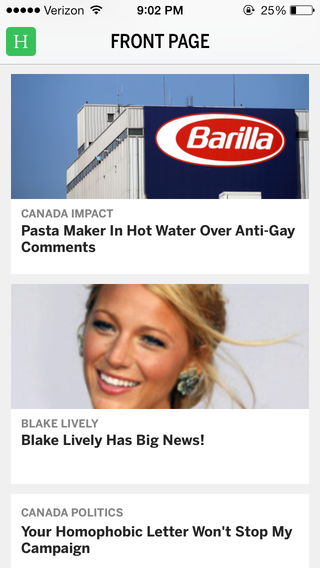 Verizon 9:02 PM 25%
H FRONT PAGE
Barilla
CANADA IMPACT
Pasta Maker In Hot Water Over Anti-Gay
Comments
BLAKE LIVELY
Blake Lively Has Big News!
CANADA POLITICS
Your Homophobic Letter Won't Stop My
Campaign